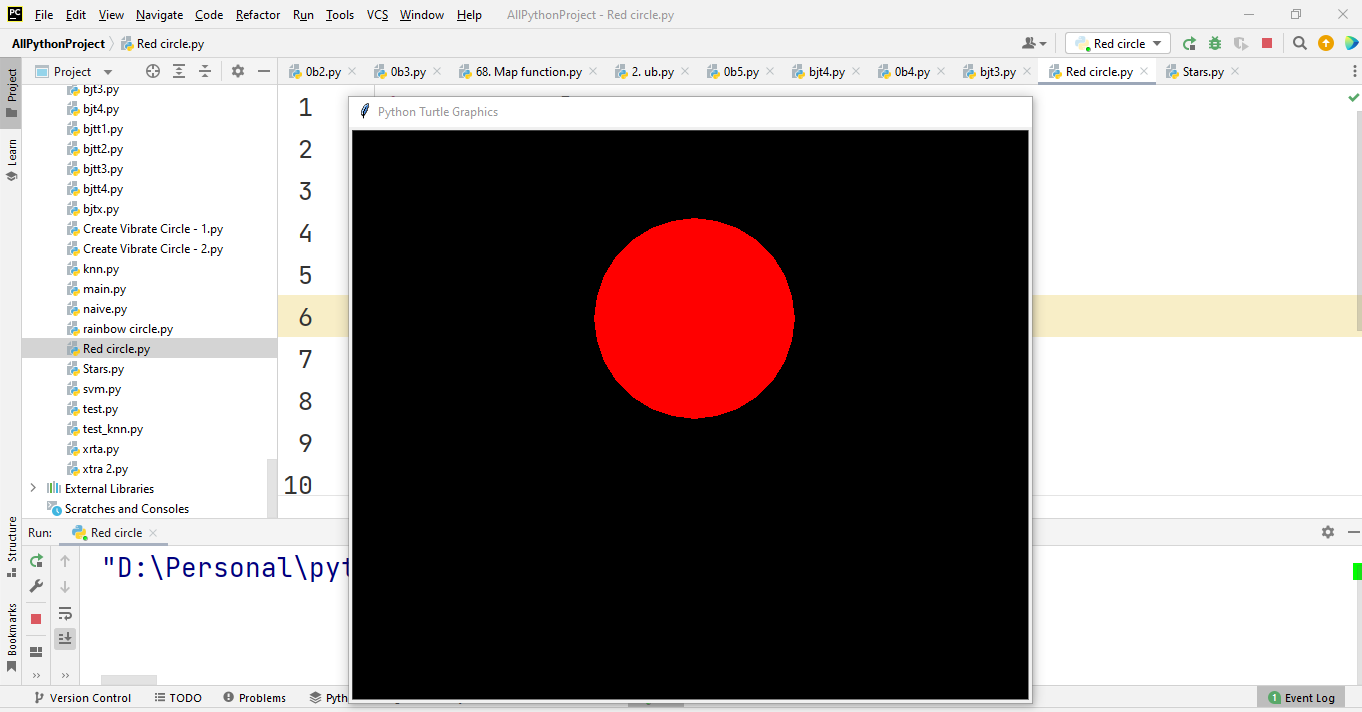 PC File Edit View Navigate Code Refactor Run Tools VCS Window Help AllPythonProject - Red circle.py
AllPythonProject Red circle.py Red circle
Project 0b2.py 0b3.py 68. Map function.py 2. ub.py 0b5.py bjt4.py 0b4.py bjt3.py Red circle.py Stars.py
Project
Learn
Structure
Bookmarks
bjt3.py
bjt4.py
bjtt1.py
bjtt2.py
bjtt3.py
bjtt4.py
bjtx.py
Create Vibrate Circle - 1.py
Create Vibrate Circle - 2.py
knn.py
main.py
naive.py
rainbow circle.py
Red circle.py
Stars.py
svm.py
test.py
test_knn.py
xrta.py
xtra 2.py
External Libraries
Scratches and Consoles
1
2
3
4
5
6
7
8
9
10
Python Turtle Graphics
Run: Red circle
"D:\Personal\pyt
Version Control TODO Problems Pyth
1 Event Log